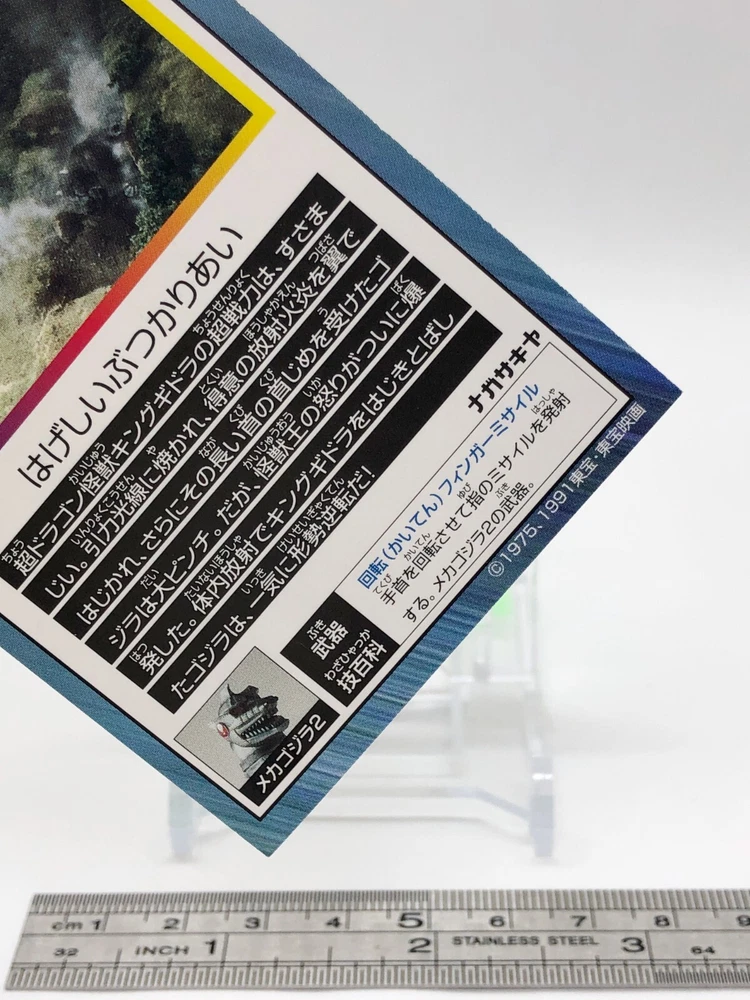 はげしいぶつかりあい
超ドラゴン怪獣キングギドラの超戦力は、すさま
じい。引力光線に焼かれ、得意の放射火炎を翼で
はじかれ、さらにその長い首の首じめを受けたゴ
ジラは大ピンチ。だが、怪獣王の怒りがついに爆
発した。体内放射でキングギドラをはじきとばし
たゴジラは、一気に形勢逆転だ!
ナガサキヤ
武器
技百科
回転(かいてん)フィンガーミサイル
手首を回転させて指のミサイルを発射
する。メカゴジラ2の武器。
メカゴジラ2
©1975、1991東宝・東宝映画
cm 1 2 3 4 5 6 7 8 9
32 INCH 1 2 STAINLESS STEEL 3 64